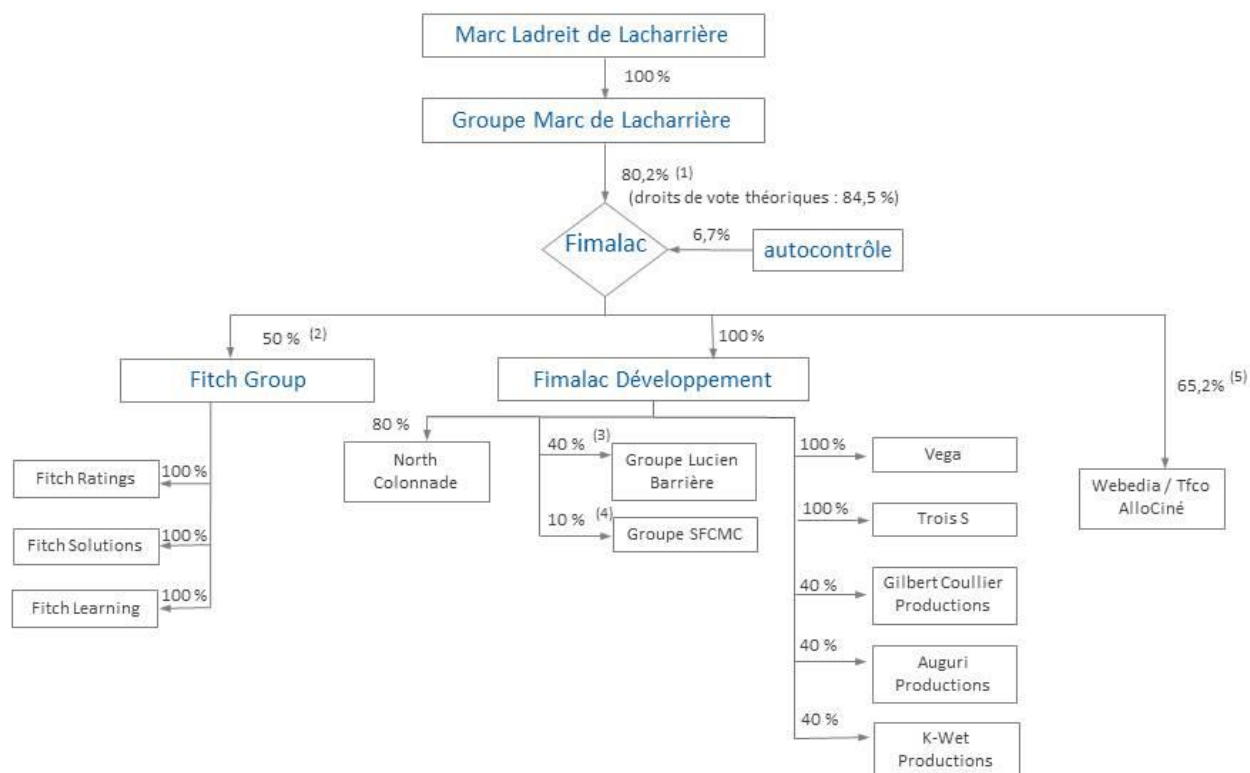 Marc Ladreit de Lacharrière
100 %
Groupe Marc de Lacharrière
80,2% (1)
(droits de vote théoriques : 84,5 %)
Fimalac
6,7%
autocontrôle
50 % (2)
100 %
Fitch Group
Fimalac Développement
65,2% (5)
80 %
North
Colonnade
40 % (3)
Groupe Lucien
Barrière
10 % (4)
Groupe SFCMC
100 %
Vega
100 %
Trois S
40 %
Gilbert Coullier
Productions
40 %
Auguri
Productions
40 %
K-Wet
Productions
Webedia / Tfco
AlloCiné
Fitch Ratings
100 %
Fitch Solutions
100 %
Fitch Learning
100 %